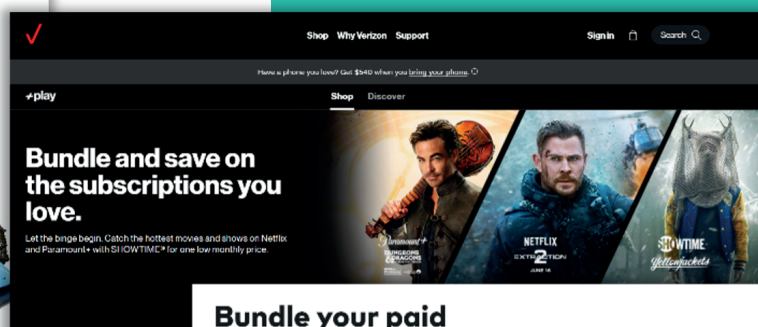 Shop Why Verizon Support Sign in Search
Have a phone you love? Get $540 when you bring your phone.
+play Shop Discover
Bundle and save on
the subscriptions you
love.
Let the binge begin. Catch the hottest movies and shows on Netflix
and Paramount+ with SHOWTIME® for one low monthly price.
Paramount+
DUNGEONS
& DRAGONS
NETFLIX
EXTRACTION
2
JUNE 16
SHOWTIME
Yellowjackets
Bundle your paid